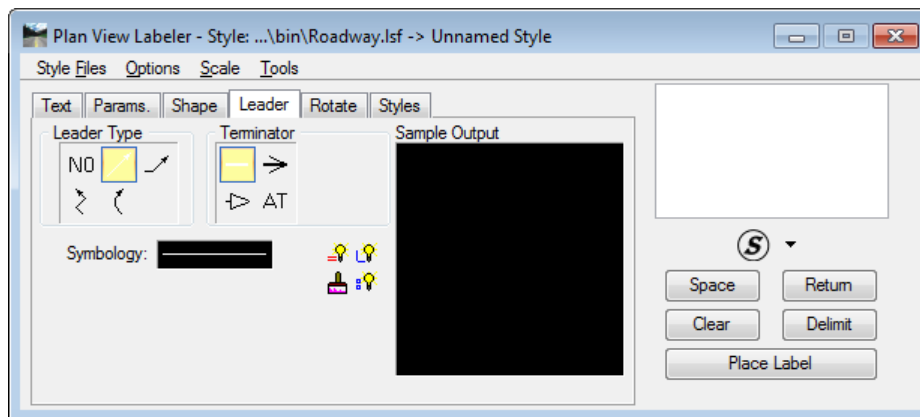 Plan View Labeler - Style: ...\bin\Roadway.lsf -> Unnamed Style
Style Files Options Scale Tools
Text Params. Shape Leader Rotate Styles
Leader Type Terminator Sample Output
NO
AT
Symbology:
S
Space Return
Clear Delimit
Place Label